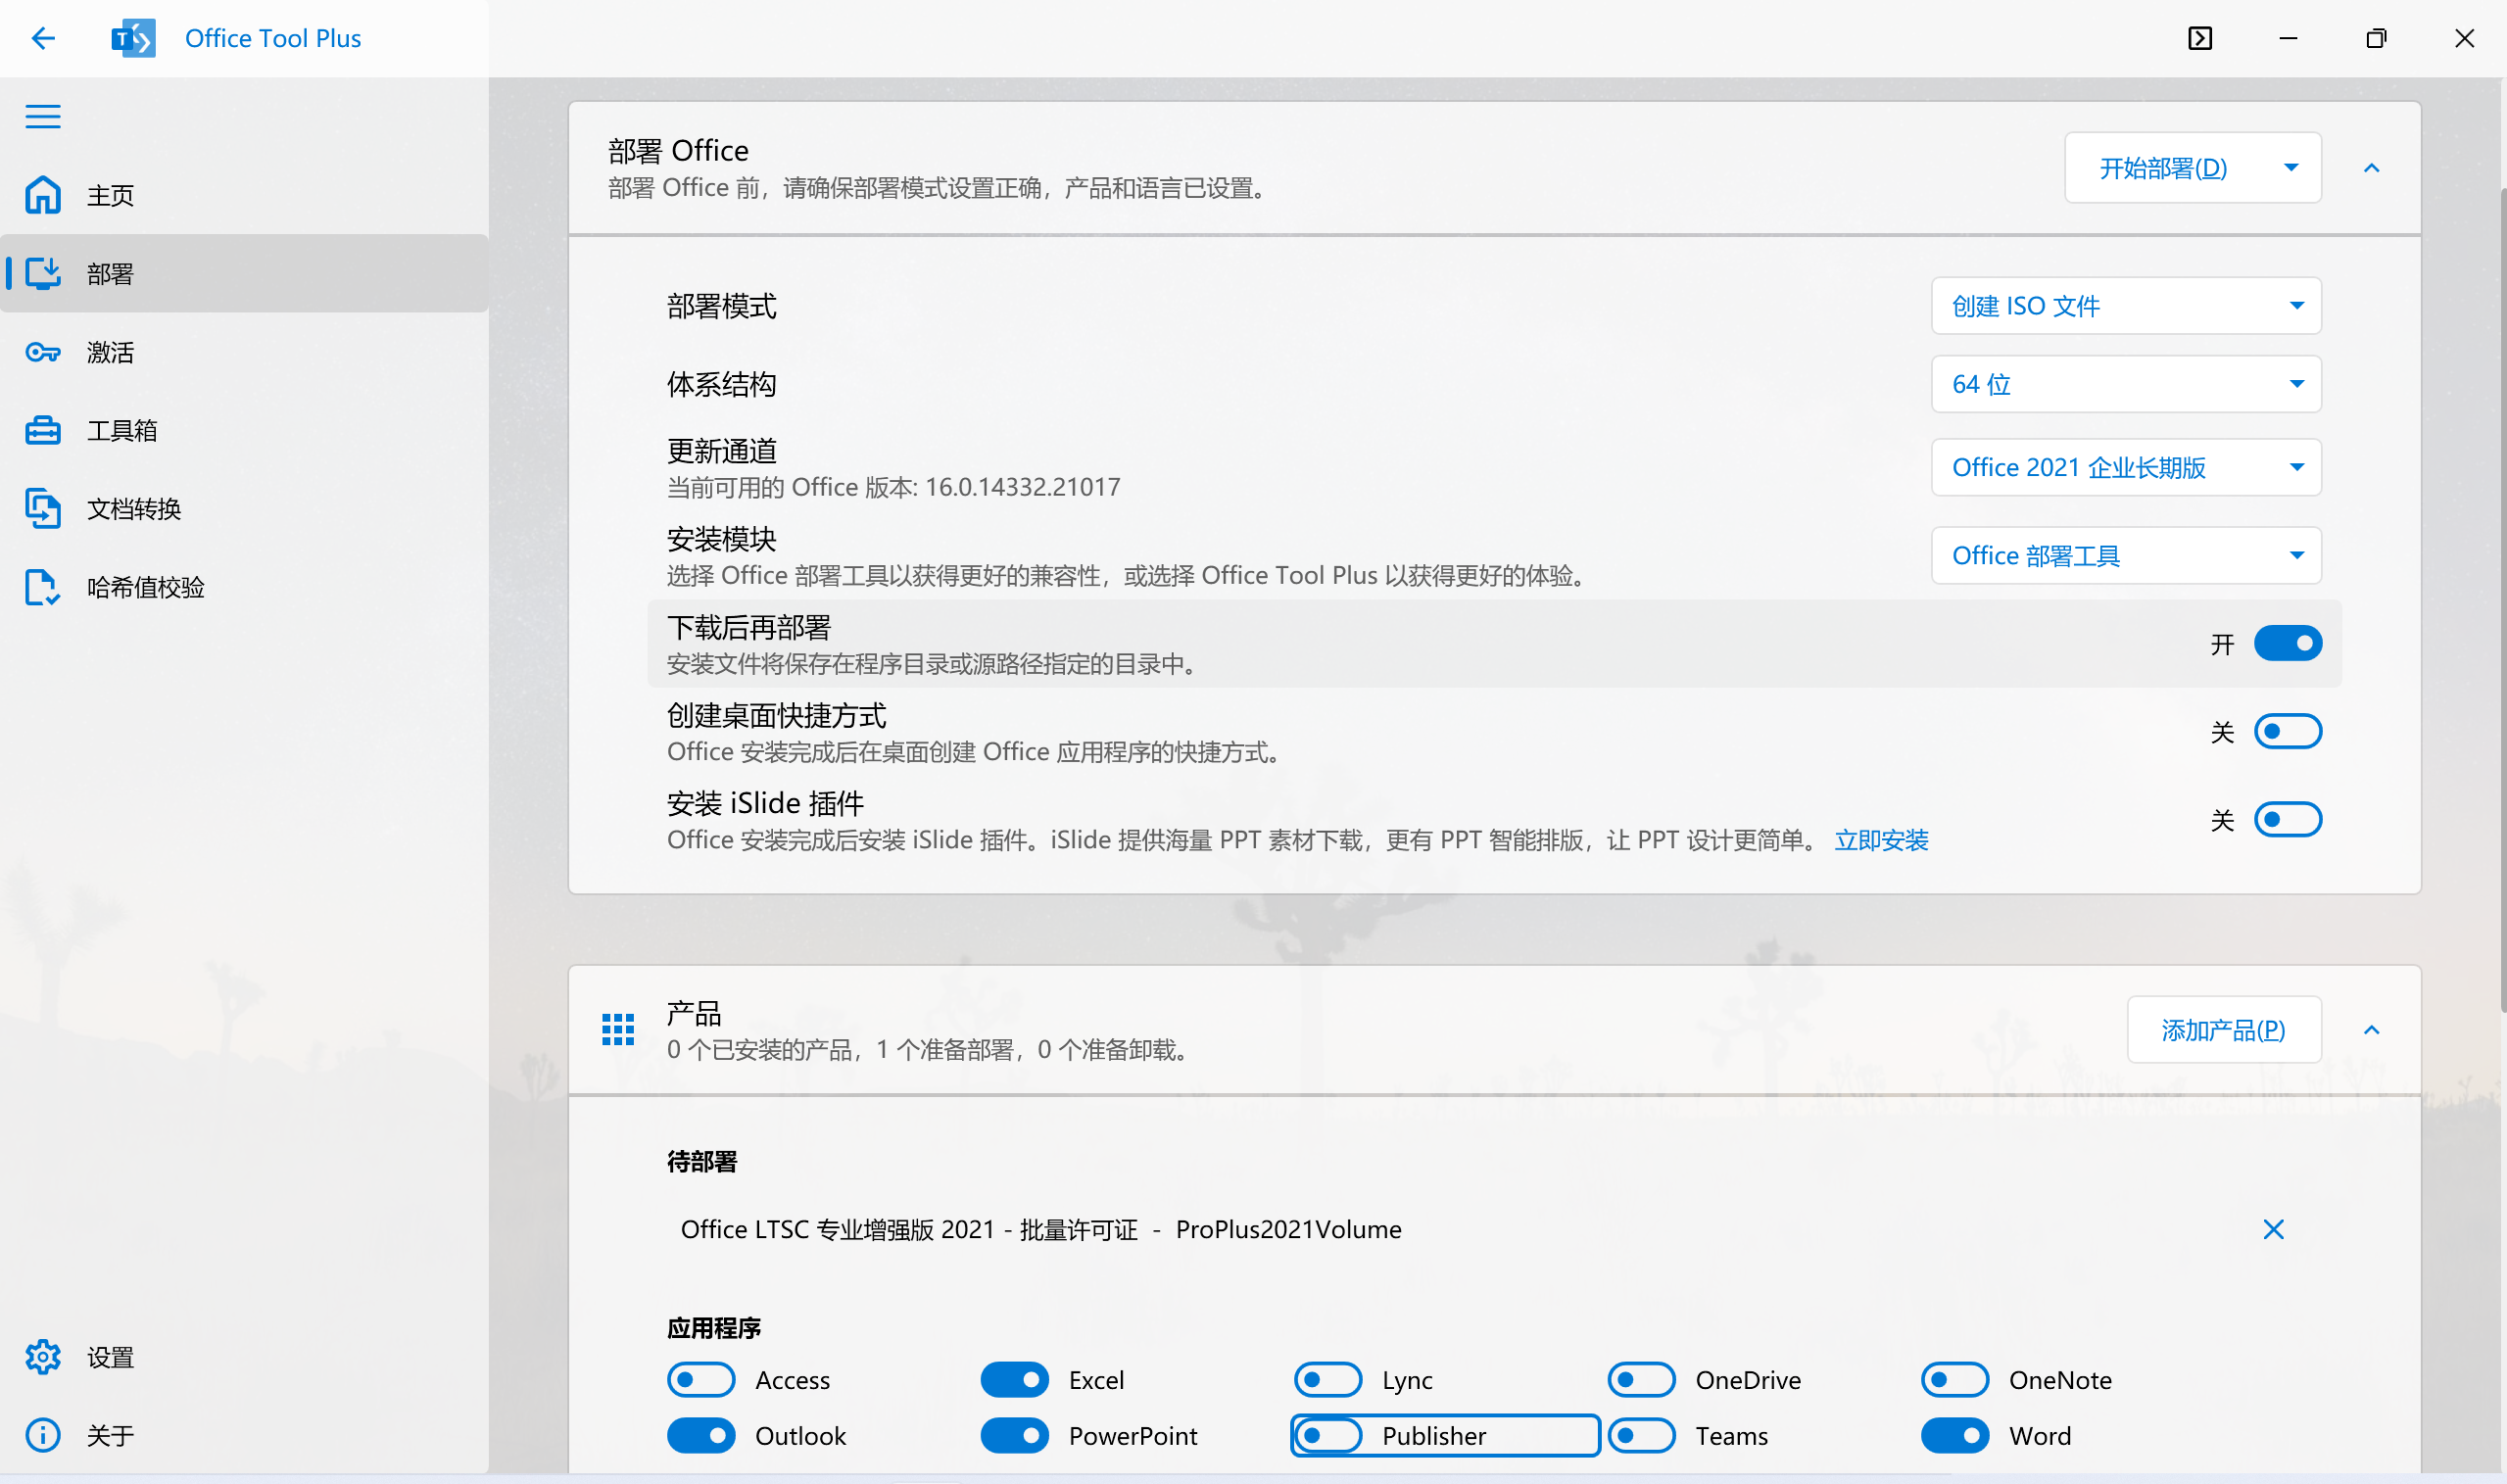 Office Tool Plus
主页
部署
激活
工具箱
文档转换
哈希值校验
设置
关于
部署 Office
部署 Office 前，请确保部署模式设置正确，产品和语言已设置。
开始部署(D)
部署模式
创建 ISO 文件
体系结构
64 位
更新通道
当前可用的 Office 版本: 16.0.14332.21017
Office 2021 企业长期版
安装模块
选择 Office 部署工具以获得更好的兼容性，或选择 Office Tool Plus 以获得更好的体验。
Office 部署工具
下载后再部署
安装文件将保存在程序目录或源路径指定的目录中。
开
创建桌面快捷方式
Office 安装完成后在桌面创建 Office 应用程序的快捷方式。
关
安装 iSlide 插件
Office 安装完成后安装 iSlide 插件。iSlide 提供海量 PPT 素材下载，更有 PPT 智能排版，让 PPT 设计更简单。 立即安装
关
产品
0 个已安装的产品，1 个准备部署，0 个准备卸载。
添加产品(P)
待部署
Office LTSC 专业增强版 2021 - 批量许可证 - ProPlus2021Volume
应用程序
Access Excel Lync OneDrive OneNote
Outlook PowerPoint Publisher Teams Word